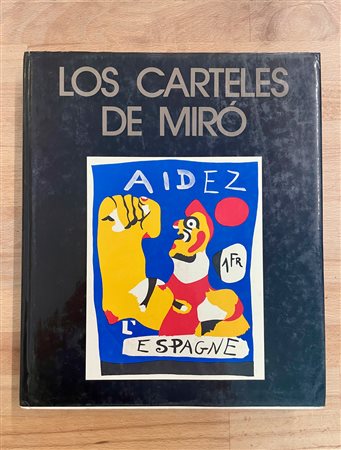 LOS CARTELES
DE MIRÓ
AIDEZ
1FR
L'
ESPAGNE